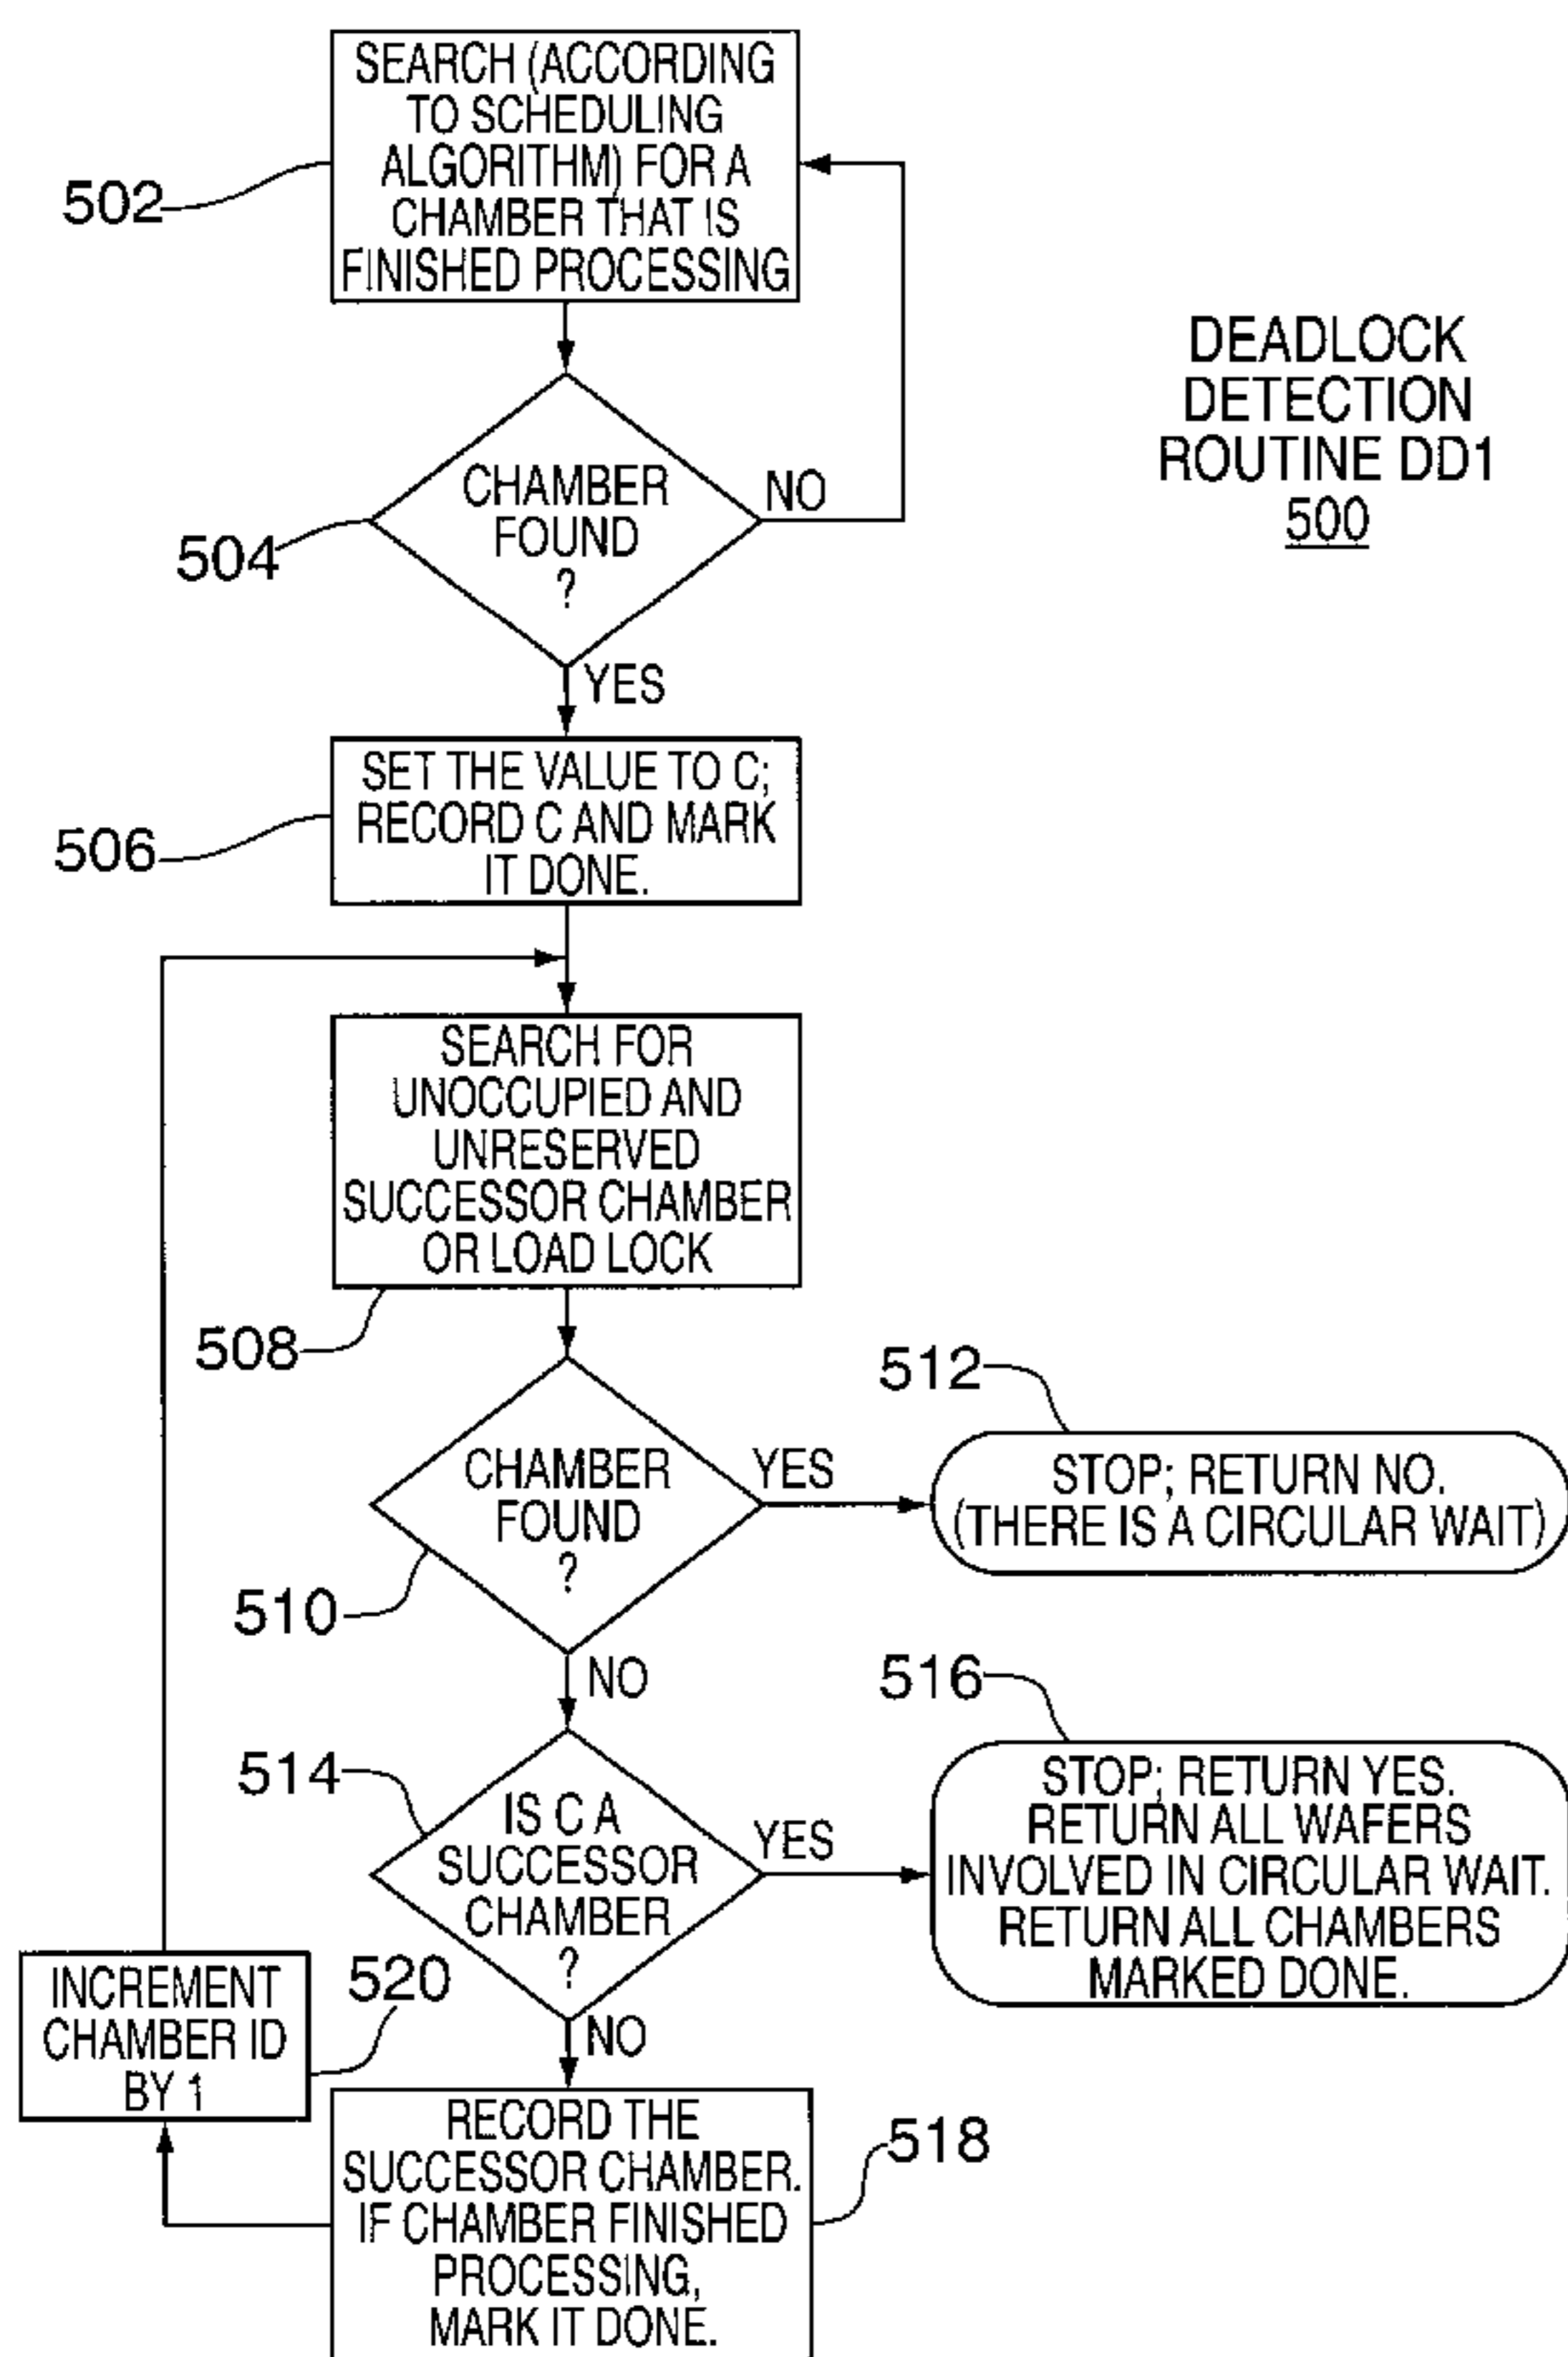 SEARCH (ACCORDING
TO SCHEDULING
ALGORITHM) FOR A
CHAMBER THAT IS
FINISHED PROCESSING
502
DEADLOCK
DETECTION
ROUTINE DD1
500
CHAMBER
FOUND
?
NO
504
YES
SET THE VALUE TO C;
RECORD C AND MARK
IT DONE.
506
SEARCH FOR
UNOCCUPIED AND
UNRESERVED
SUCCESSOR CHAMBER
OR LOAD LOCK
508
CHAMBER
FOUND
?
YES
510
512
STOP; RETURN NO.
(THERE IS A CIRCULAR WAIT)
NO
514
IS C A
SUCCESSOR
CHAMBER
?
YES
516
STOP; RETURN YES.
RETURN ALL WAFERS
INVOLVED IN CIRCULAR WAIT.
RETURN ALL CHAMBERS
MARKED DONE.
NO
INCREMENT
CHAMBER ID
BY 1
520
RECORD THE
SUCCESSOR CHAMBER.
IF CHAMBER FINISHED
PROCESSING,
MARK IT DONE.
518